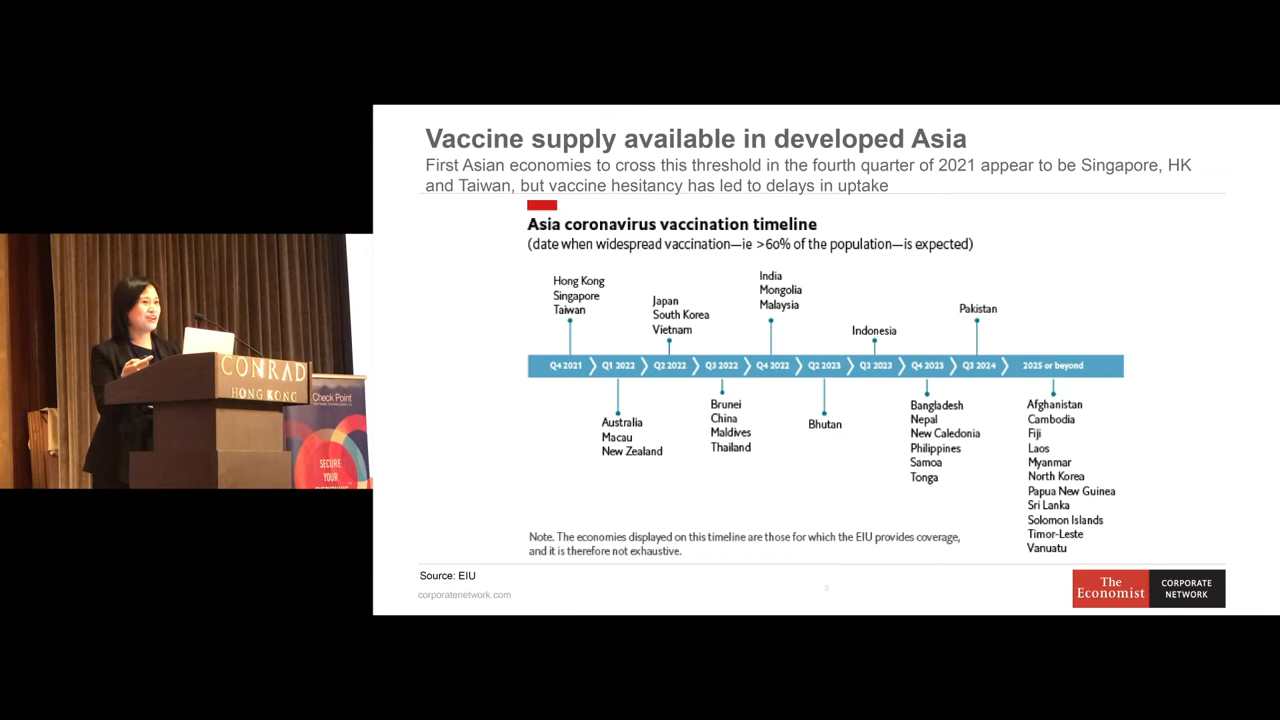 Vaccine supply available in developed Asia
First Asian economies to cross this threshold in the fourth quarter of 2021 appear to be Singapore, HK
and Taiwan, but vaccine hesitancy has led to delays in uptake
Asia coronavirus vaccination timeline
(date when widespread vaccination—ie >60% of the population—is expected)
Hong Kong
Singapore
Taiwan
Japan
South Korea
Vietnam
India
Mongolia
Malaysia
Indonesia
Pakistan
Q4 2021
Q1 2022
Q2 2022
Q3 2022
Q4 2022
Q2 2023
Q3 2023
Q4 2023
Q3 2024
2025 or beyond
Australia
Macau
New Zealand
Brunei
China
Maldives
Thailand
Bhutan
Bangladesh
Nepal
New Caledonia
Philippines
Samoa
Tonga
Afghanistan
Cambodia
Fiji
Laos
Myanmar
North Korea
Papua New Guinea
Sri Lanka
Solomon Islands
Timor-Leste
Vanuatu
Note. The economies displayed on this timeline are those for which the EIU provides coverage,
and it is therefore not exhaustive.
Source: EIU
corporatenetwork.com
5
The
Economist
CORPORATE
NETWORK
CONRAD
HONG KONG
Check Point
SECURE
YOUR